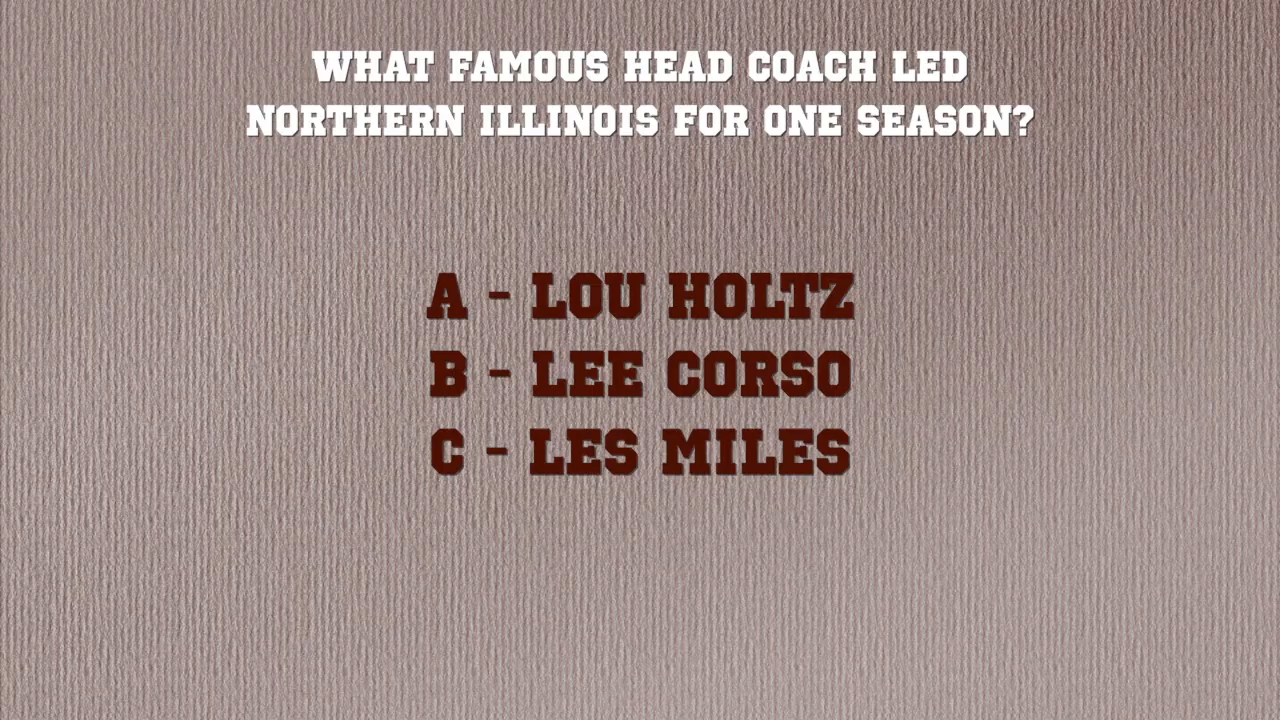 WHAT FAMOUS HEAD COACH LED
NORTHERN ILLINOIS FOR ONE SEASON?
A - LOU HOLTZ
B - LEE CORSO
C - LES MILES